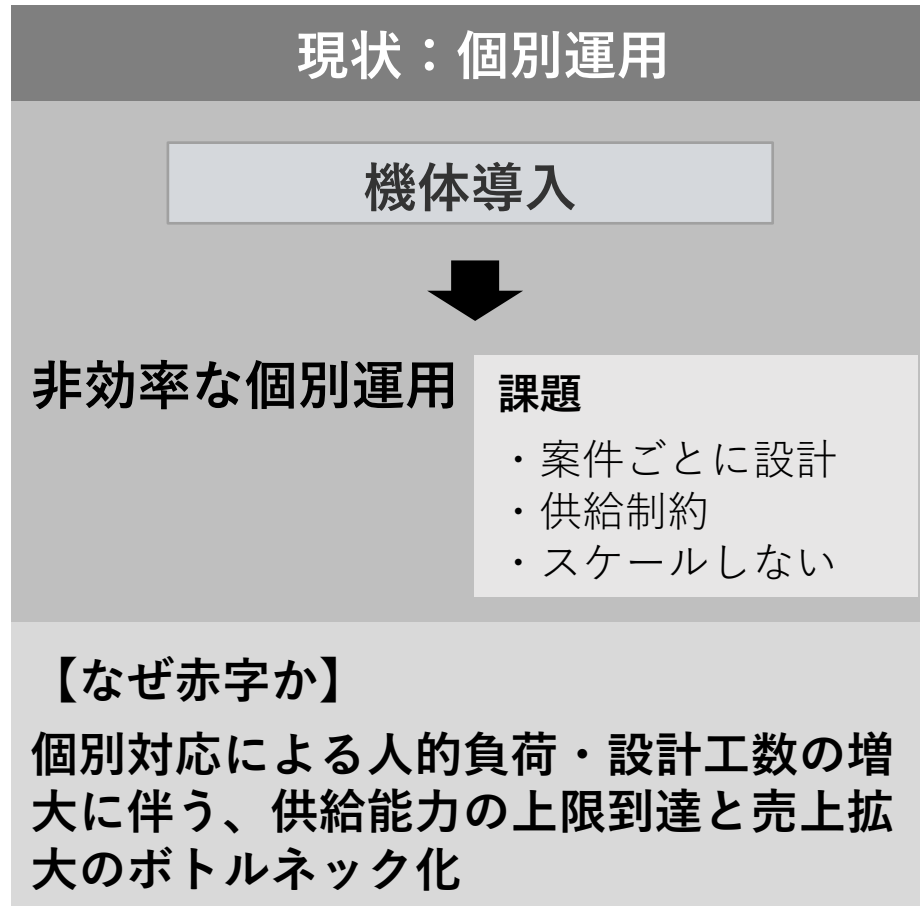 現状：個別運用
機体導入
非効率な個別運用
課題
・案件ごとに設計
・供給制約
・スケールしない
【なぜ赤字か】
個別対応による人的負荷・設計工数の増
大に伴う、供給能力の上限到達と売上拡
大のボトルネック化